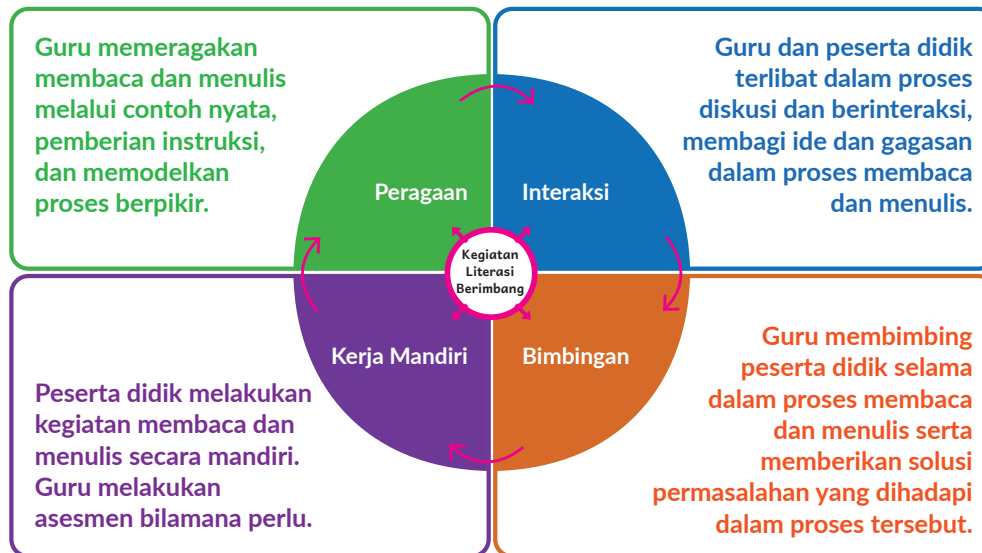 Guru memeragakan
membaca dan menulis
melalui contoh nyata,
pemberian instruksi,
dan memodelkan
proses berpikir.
Guru dan peserta didik
terlibat dalam proses
diskusi dan berinteraksi,
membagi ide dan gagasan
dalam proses membaca
dan menulis.
Peragaan
Interaksi
Kegiatan
Literasi
Berimbang
Kerja Mandiri
Bimbingan
Peserta didik melakukan
kegiatan membaca dan
menulis secara mandiri.
Guru melakukan
asesmen bilamana perlu.
Guru membimbing
peserta didik selama
dalam proses membaca
dan menulis serta
memberikan solusi
permasalahan yang dihadapi
dalam proses tersebut.